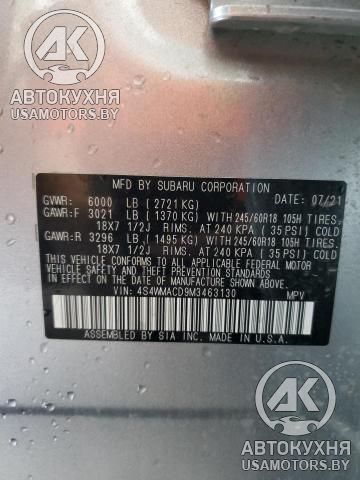 АК
АВТОКУХНЯ
USAMOTORS.BY
MFD BY SUBARU CORPORATION DATE: 07/21
GVWR: 6000 LB (2721 KG)
GAWR:F 3021 LB (1370 KG) WITH 245/60R18 105H TIRES,
18X7 1/2J RIMS, AT 240 KPA (35 PSI) COLD
GAWR:R 3296 LB (1495 KG) WITH 245/60R18 105H TIRES,
18X7 1/2J RIMS, AT 240 KPA (35 PSI) COLD
THIS VEHICLE CONFORMS TO ALL APPLICABLE
FEDERAL MOTOR VEHICLE SAFETY, BUMPER,
AND THEFT PREVENTION STANDARDS IN EFFECT
ON THE DATE OF MANUFACTURE SHOWN ABOVE.
VIN: 4S4WMACD9M3463130 MPV
ASSEMBLED BY SIA INC. MADE IN U.S.A.
АК
АВТОКУХНЯ
USAMOTORS.BY